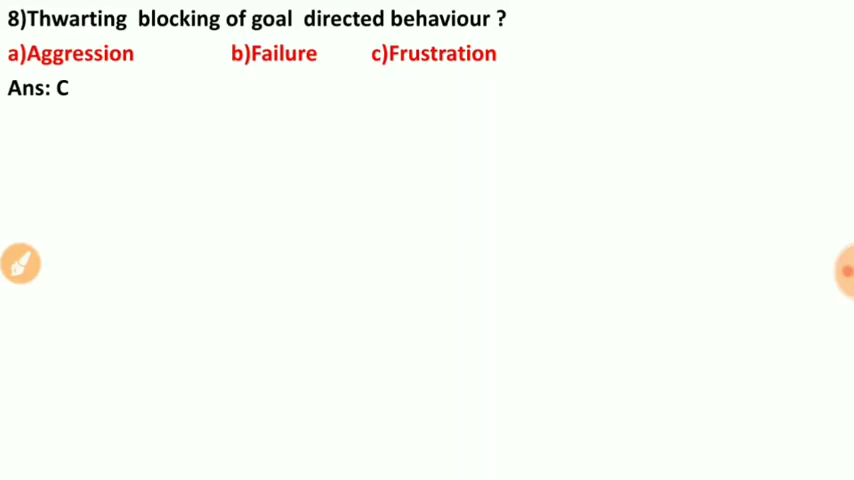 8)Thwarting blocking of goal directed behaviour ?
a)Aggression b)Failure c)Frustration
Ans: C